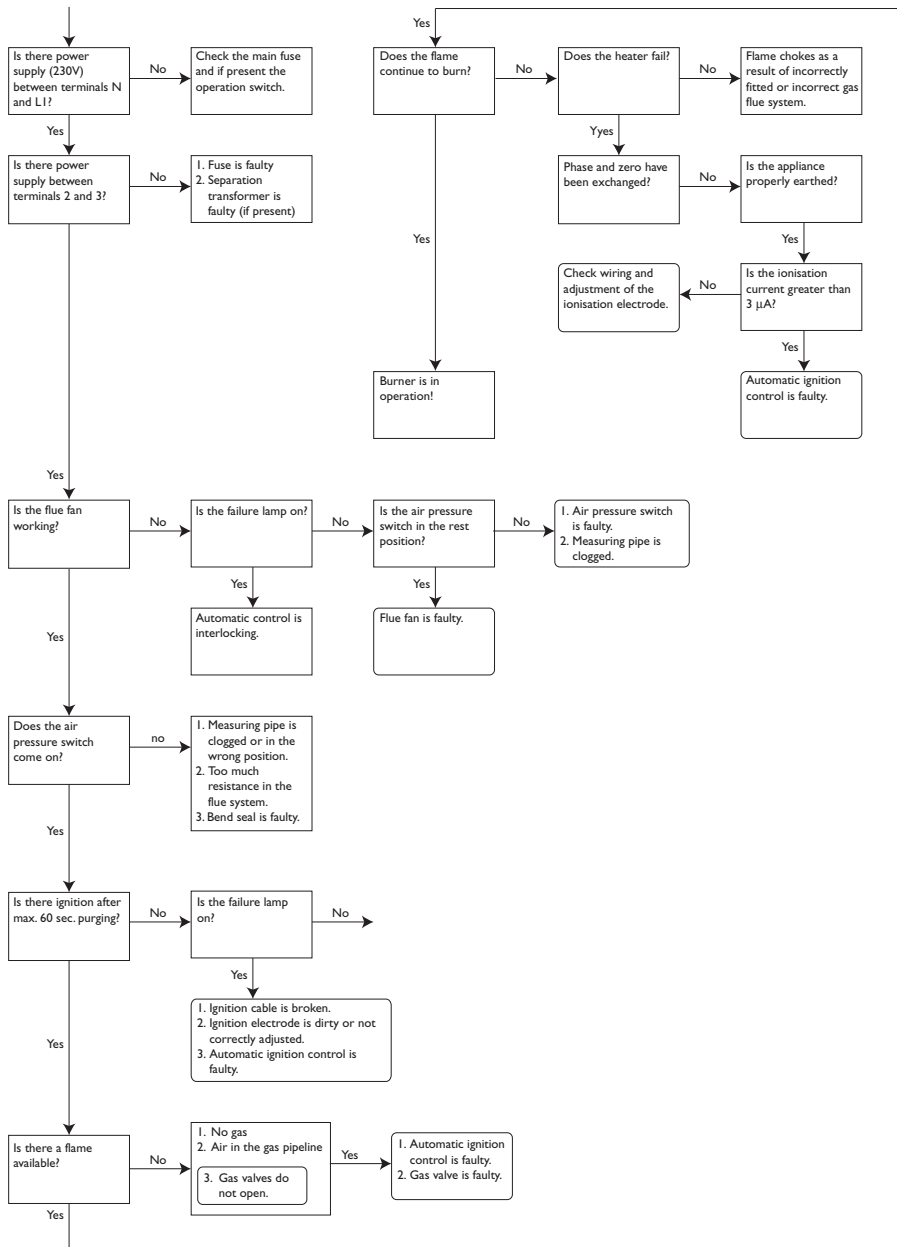 Is there power
supply (230V)
between terminals N
and L1?
No
Check the main fuse
and if present the
operation switch.
Yes
Is there power
supply between
terminals 2 and 3?
No
1. Fuse is faulty
2. Separation
transformer is
faulty (if present)
Yes
Is the flue fan
working?
No
Is the failure lamp on?
No
Is the air pressure
switch in the rest
position?
No
1. Air pressure switch
is faulty.
2. Measuring pipe is
clogged.
Yes
Automatic control is
interlocking.
Yes
Flue fan is faulty.
Yes
Does the air
pressure switch
come on?
no
1. Measuring pipe is
clogged or in the
wrong position.
2. Too much
resistance in the
flue system.
3. Bend seal is faulty.
Yes
Is there ignition after
max. 60 sec. purging?
No
Is the failure lamp
on?
No
Yes
1. Ignition cable is broken.
2. Ignition electrode is dirty or not
correctly adjusted.
3. Automatic ignition control is
faulty.
Yes
Is there a flame
available?
No
1. No gas
2. Air in the gas pipeline
3. Gas valves do
not open.
Yes
1. Automatic ignition
control is faulty.
2. Gas valve is faulty.
Yes
Yes
Does the flame
continue to burn?
No
Does the heater fail?
No
Flame chokes as a
result of incorrectly
fitted or incorrect gas
flue system.
Yyes
Phase and zero have
been exchanged?
No
Is the appliance
properly earthed?
Yes
Is the ionisation
current greater than
3 µA?
No
Check wiring and
adjustment of the
ionisation electrode.
Yes
Automatic ignition
control is faulty.
Yes
Burner is in
operation!